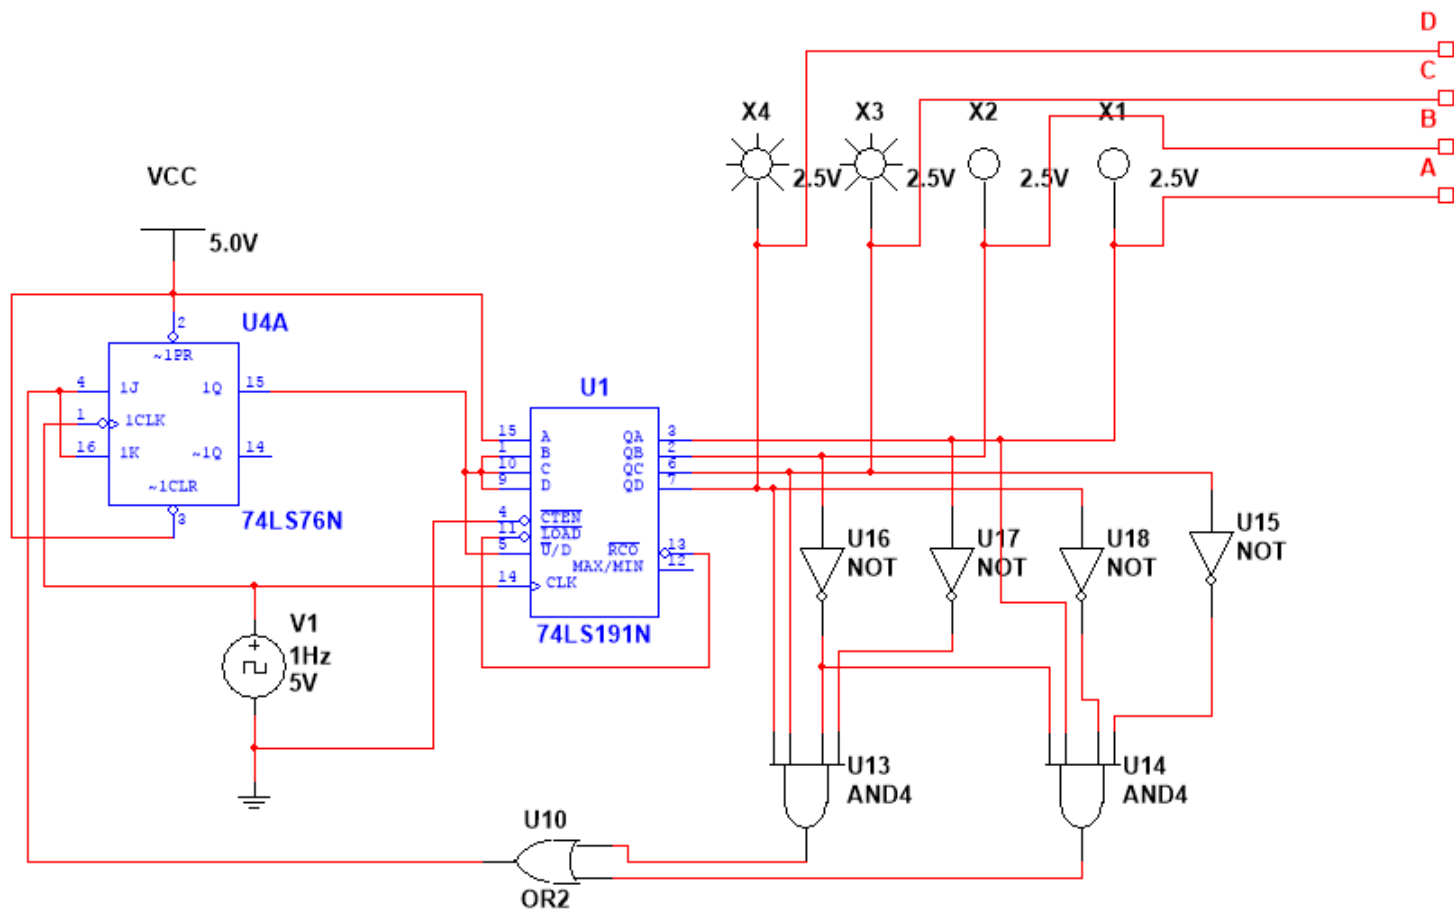 D
C
B
A
X4
X3
X2
X1
2.5V
2.5V
2.5V
2.5V
VCC
5.0V
U4A
2
~1PR
4
1J
1Q
15
1
1CLK
16
1K
~1Q
14
~1CLR
3
74LS76N
U1
15
A
QA
3
1
B
QB
2
10
C
QC
6
9
D
QD
7
4
CTEN
11
LOAD
5
U/D
RCO
13
MAX/MIN
12
14
CLK
74LS191N
V1
1Hz
5V
U16
NOT
U17
NOT
U18
NOT
U15
NOT
U13
AND4
U14
AND4
U10
OR2